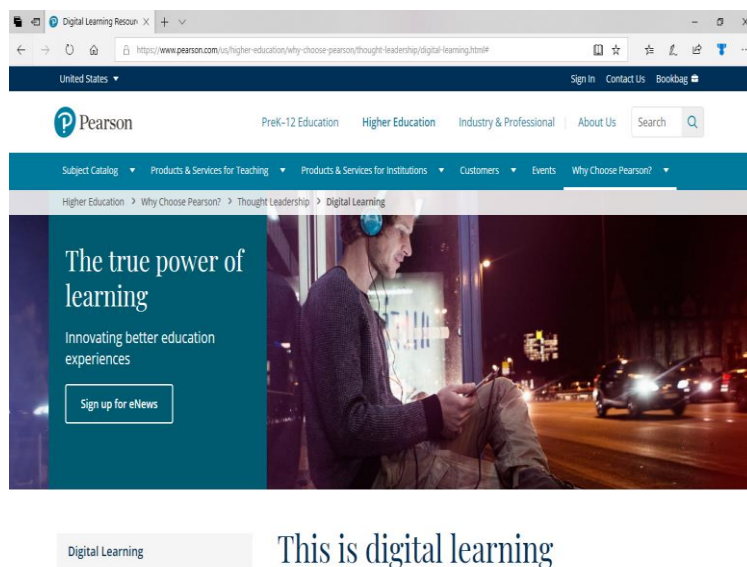 Digital Learning Resourc
https://www.pearson.com/us/higher-education/why-choose-pearson/thought-leadership/digital-learning.html#
United States
Sign In Contact Us Bookbag
Pearson
PreK-12 Education Higher Education Industry & Professional About Us Search
Subject Catalog Products & Services for Teaching Products & Services for Institutions Customers Events Why Choose Pearson?
Higher Education > Why Choose Pearson? > Thought Leadership > Digital Learning
The true power of
learning
Innovating better education
experiences
Sign up for eNews
Digital Learning
This is digital learning